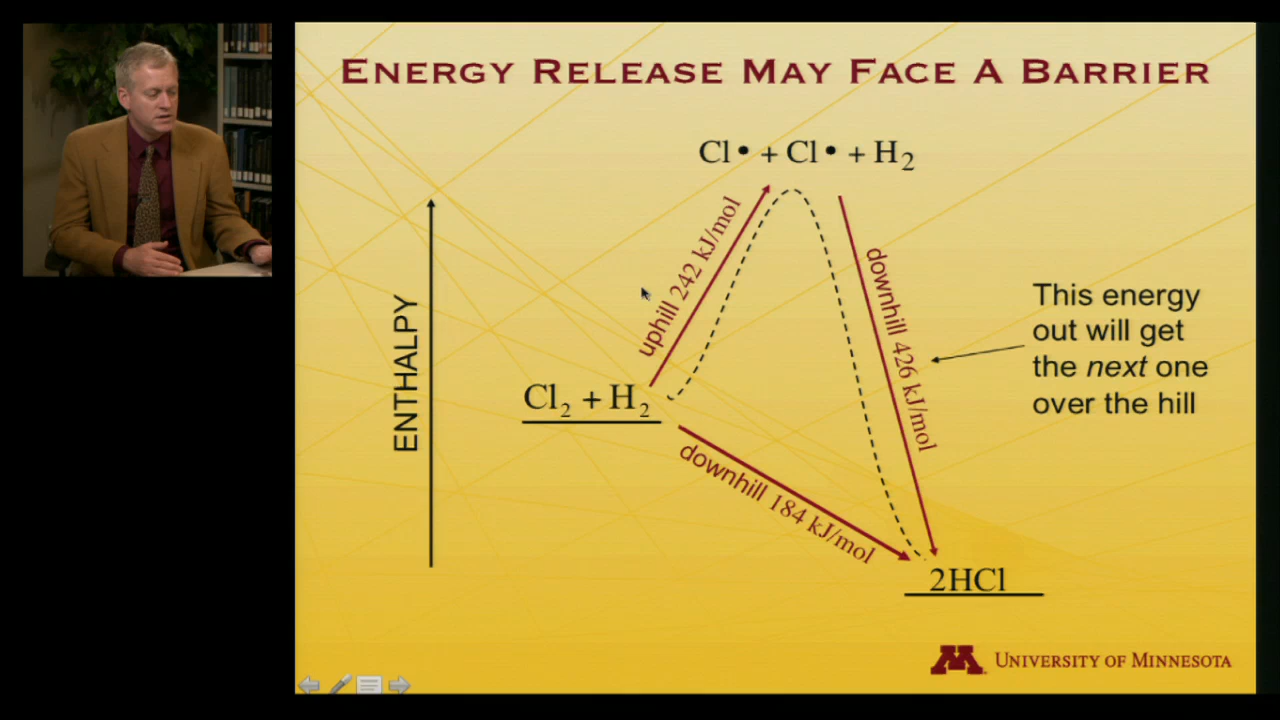 ENERGY RELEASE MAY FACE A BARRIER
Cl• + Cl• + H₂
uphill 242 kJ/mol
downhill 426 kJ/mol
This energy
out will get
the next one
over the hill
ENTHALPY
Cl₂ + H₂
downhill 184 kJ/mol
2HCl
M
UNIVERSITY OF MINNESOTA